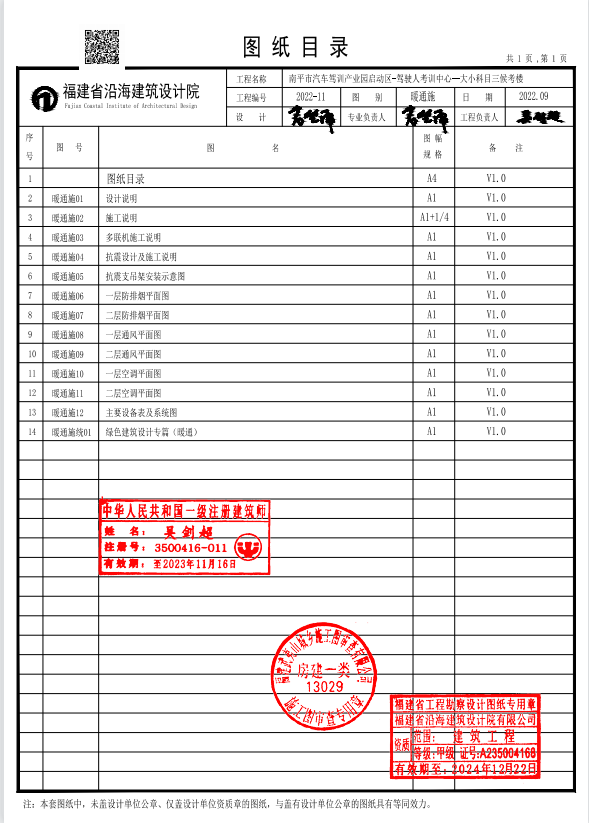 图纸目录
共 1 页 ,第 1 页
福建省沿海建筑设计院
Fujian Coastal Institute of Architectural Design
工程名称 南平市汽车驾训产业园启动区-驾驶人考训中心—大小科目三候考楼
工程编号 2022-11 图 别 暖通施 日 期 2022.09
设 计 专业负责人 工程负责人
序号 图 号 图 名 图幅规格 备 注
1 图纸目录 A4 V1.0
2 暖通施01 设计说明 A1 V1.0
3 暖通施02 施工说明 A1+1/4 V1.0
4 暖通施03 多联机施工说明 A1 V1.0
5 暖通施04 抗震设计及施工说明 A1 V1.0
6 暖通施05 抗震支吊架安装示意图 A1 V1.0
7 暖通施06 一层防排烟平面图 A1 V1.0
8 暖通施07 二层防排烟平面图 A1 V1.0
9 暖通施08 一层通风平面图 A1 V1.0
10 暖通施09 二层通风平面图 A1 V1.0
11 暖通施10 一层空调平面图 A1 V1.0
12 暖通施11 二层空调平面图 A1 V1.0
13 暖通施12 主要设备表及系统图 A1 V1.0
14 暖通施统01 绿色建筑设计专篇（暖通） A1 V1.0
中华人民共和国一级注册建筑师
姓 名： 吴剑超
注册号： 3500416-011
有效期： 至2023年11月16日
房建一类
13029
施工图审查专用章
福建省工程勘察设计图纸专用章
福建省沿海建筑设计院有限公司
资质 范围： 建筑工程
等级：甲级 证号：A235004168
有效期至：2024年12月22日
注：本套图纸中，未盖设计单位公章、仅盖设计单位资质章的图纸，与盖有设计单位公章的图纸具有等同效力。